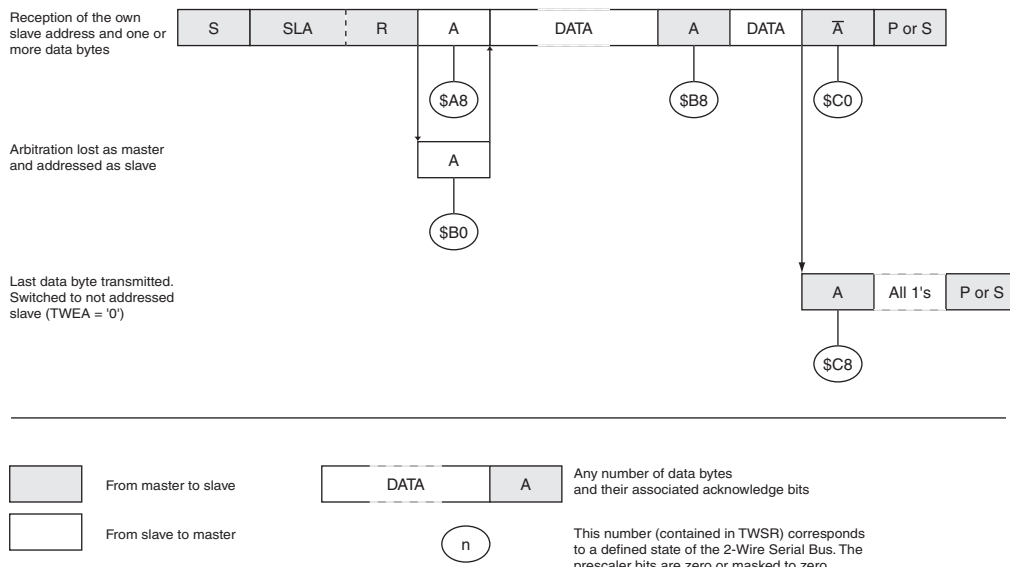 Reception of the own
slave address and one or
more data bytes
S SLA R A DATA A DATA A̅ P or S
$A8 $B8 $C0
Arbitration lost as master
and addressed as slave
A
$B0
Last data byte transmitted.
Switched to not addressed
slave (TWEA = '0')
A All 1's P or S
$C8
From master to slave
DATA A
Any number of data bytes
and their associated acknowledge bits
From slave to master
n
This number (contained in TWSR) corresponds
to a defined state of the 2-Wire Serial Bus. The
prescaler bits are zero or masked to zero